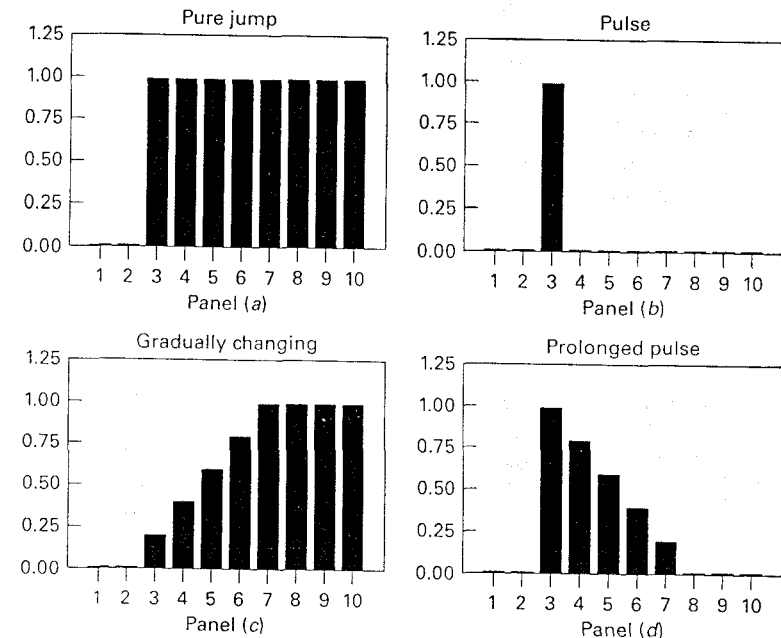 Pure jump
1.25
1.00
0.75
0.50
0.25
0.00
1 2 3 4 5 6 7 8 9 10
Panel (a)
Pulse
1.25
1.00
0.75
0.50
0.25
0.00
1 2 3 4 5 6 7 8 9 10
Panel (b)
Gradually changing
1.25
1.00
0.75
0.50
0.25
0.00
1 2 3 4 5 6 7 8 9 10
Panel (c)
Prolonged pulse
1.25
1.00
0.75
0.50
0.25
0.00
1 2 3 4 5 6 7 8 9 10
Panel (d)